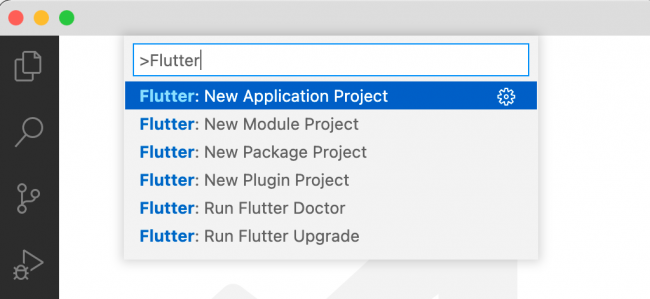 >Flutter
Flutter: New Application Project
Flutter: New Module Project
Flutter: New Package Project
Flutter: New Plugin Project
Flutter: Run Flutter Doctor
Flutter: Run Flutter Upgrade